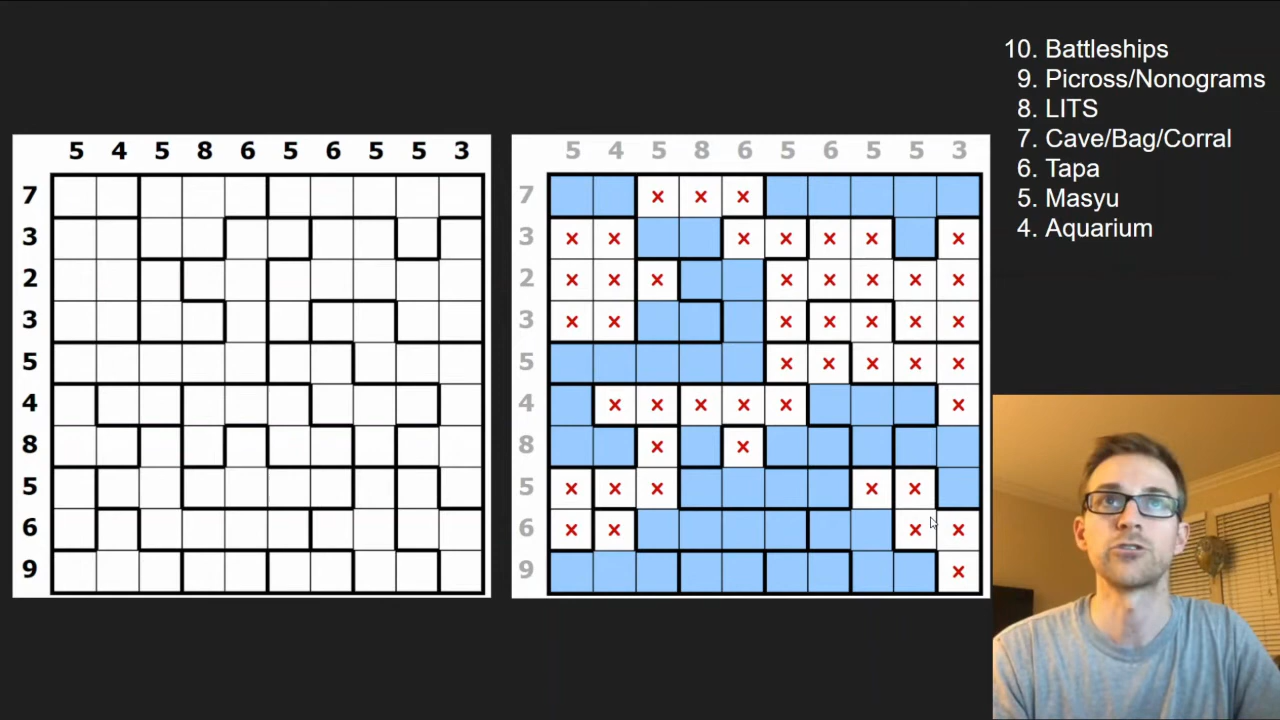 10. Battleships
9. Picross/Nonograms
8. LITS
7. Cave/Bag/Corral
6. Tapa
5. Masyu
4. Aquarium
5 4 5 8 6 5 6 5 5 3
7
3
2
3
5
4
8
5
6
9
5 4 5 8 6 5 6 5 5 3
7 × × ×
3 × × × × × × ×
2 × × × × × × × ×
3 × × × × × × ×
5 × × × × ×
4 × × × × × ×
8 × ×
5 × × × × ×
6 × × × ×
9 ×